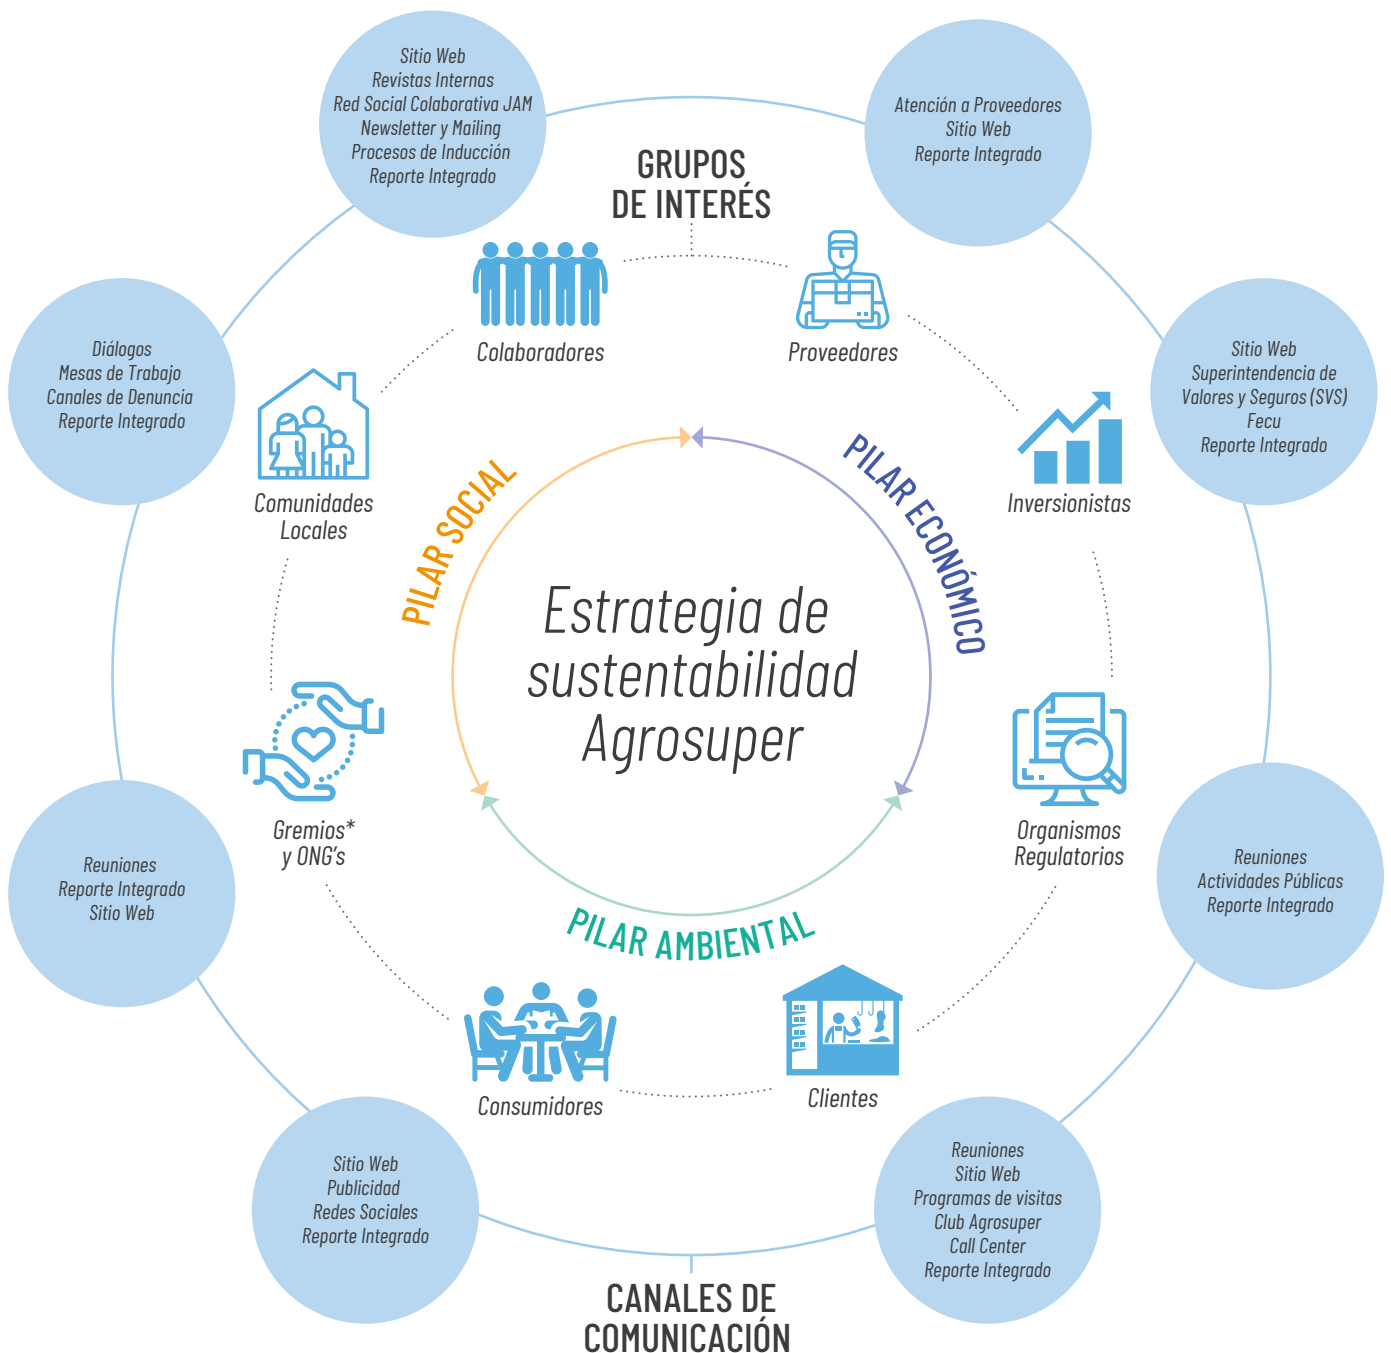 Sitio Web
Revistas Internas
Red Social Colaborativa JAM
Newsletter y Mailing
Procesos de Inducción
Reporte Integrado
Atención a Proveedores
Sitio Web
Reporte Integrado
GRUPOS
DE INTERÉS
Colaboradores
Proveedores
Diálogos
Mesas de Trabajo
Canales de Denuncia
Reporte Integrado
Sitio Web
Superintendencia de
Valores y Seguros (SVS)
Fecu
Reporte Integrado
Comunidades
Locales
Inversionistas
PILAR SOCIAL
PILAR ECONÓMICO
Estrategia de
sustentabilidad
Agrosuper
PILAR AMBIENTAL
Gremios*
y ONG's
Organismos
Regulatorios
Reuniones
Reporte Integrado
Sitio Web
Reuniones
Actividades Públicas
Reporte Integrado
Consumidores
Clientes
Sitio Web
Publicidad
Redes Sociales
Reporte Integrado
Reuniones
Sitio Web
Programas de visitas
Club Agrosuper
Call Center
Reporte Integrado
CANALES DE
COMUNICACIÓN